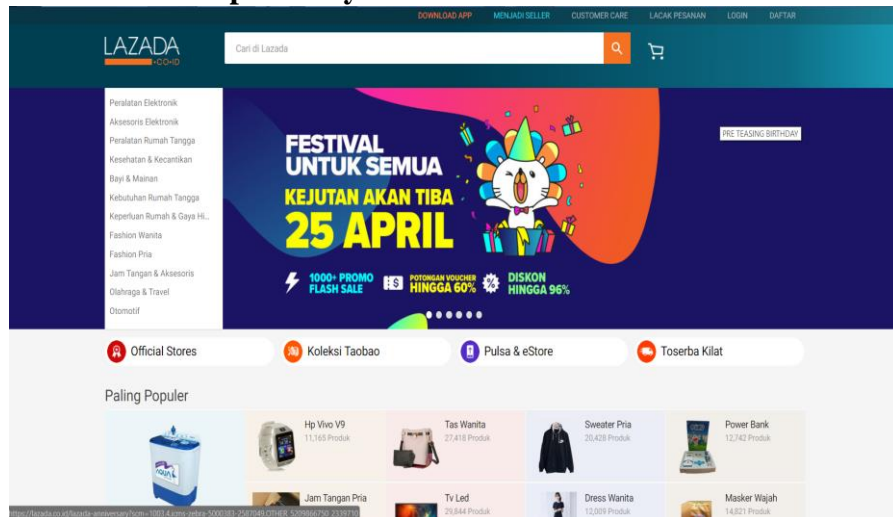 DOWNLOAD APP MENJADI SELLER CUSTOMER CARE LACAK PESANAN LOGIN DAFTAR
LAZADA
.CO.ID
Cari di Lazada
Peralatan Elektronik
Aksesoris Elektronik
Peralatan Rumah Tangga
Kesehatan & Kecantikan
Bayi & Mainan
Kebutuhan Rumah Tangga
Keperluan Rumah & Gaya Hi...
Fashion Wanita
Fashion Pria
Jam Tangan & Aksesoris
Olahraga & Travel
Otomotif
FESTIVAL
UNTUK SEMUA
KEJUTAN AKAN TIBA
25 APRIL
1000+ PROMO
FLASH SALE
POTONGAN VOUCHER
HINGGA 60%
DISKON
HINGGA 96%
PRE TEASING BIRTHDAY
Official Stores
Koleksi Taobao
Pulsa & eStore
Toserba Kilat
Paling Populer
AQUA
Hp Vivo V9
11,165 Produk
Tas Wanita
27,418 Produk
Sweater Pria
20,428 Produk
Power Bank
12,742 Produk
Jam Tangan Pria
Tv Led
29,844 Produk
Dress Wanita
12,009 Produk
Masker Wajah
14,821 Produk